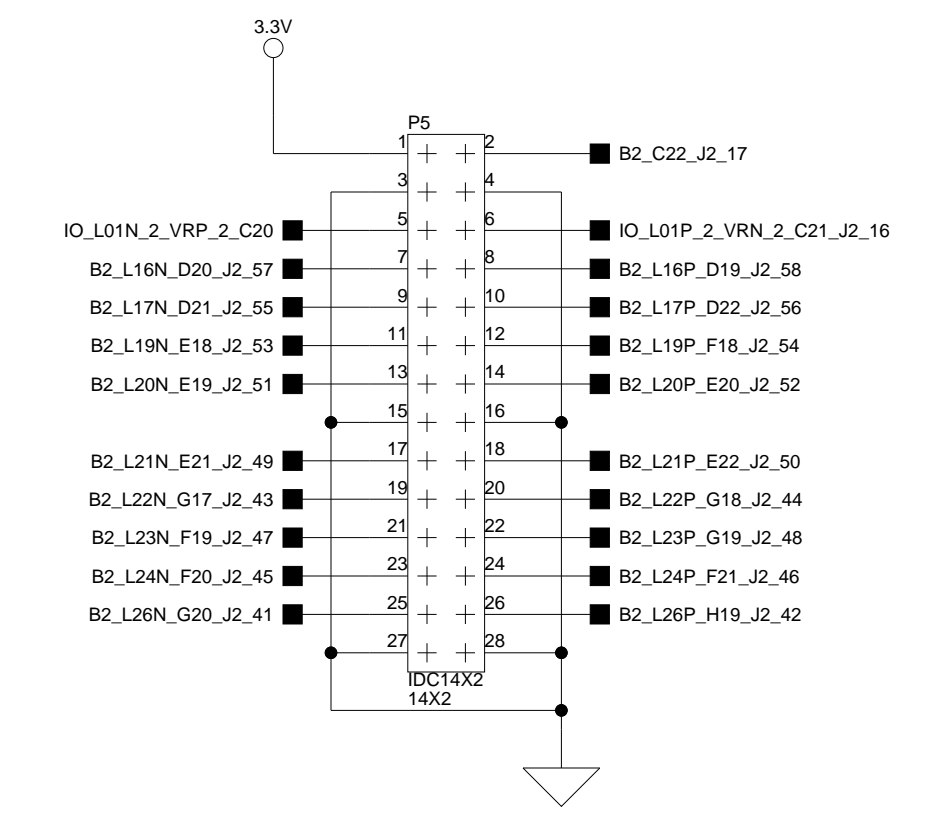 3.3V
P5
1 2 B2_C22_J2_17
3 4
IO_L01N_2_VRP_2_C20 5 6 IO_L01P_2_VRN_2_C21_J2_16
B2_L16N_D20_J2_57 7 8 B2_L16P_D19_J2_58
B2_L17N_D21_J2_55 9 10 B2_L17P_D22_J2_56
B2_L19N_E18_J2_53 11 12 B2_L19P_F18_J2_54
B2_L20N_E19_J2_51 13 14 B2_L20P_E20_J2_52
15 16
B2_L21N_E21_J2_49 17 18 B2_L21P_E22_J2_50
B2_L22N_G17_J2_43 19 20 B2_L22P_G18_J2_44
B2_L23N_F19_J2_47 21 22 B2_L23P_G19_J2_48
B2_L24N_F20_J2_45 23 24 B2_L24P_F21_J2_46
B2_L26N_G20_J2_41 25 26 B2_L26P_H19_J2_42
27 28
IDC14X2
14X2